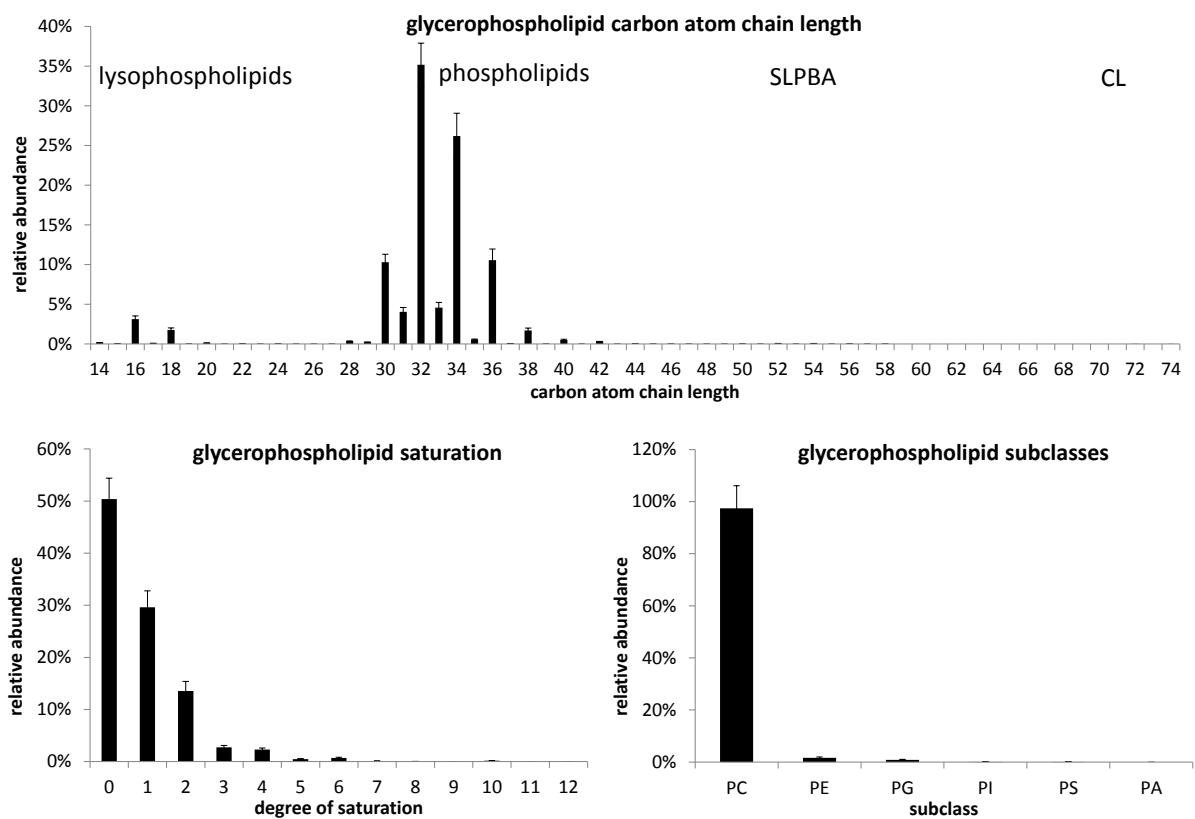 glycerophospholipid carbon atom chain length
40%
35%
30%
25%
20%
15%
10%
5%
0%
relative abundance
lysophospholipids phospholipids SLPBA CL
14 16 18 20 22 24 26 28 30 32 34 36 38 40 42 44 46 48 50 52 54 56 58 60 62 64 66 68 70 72 74
carbon atom chain length
glycerophospholipid saturation
60%
50%
40%
30%
20%
10%
0%
relative abundance
0 1 2 3 4 5 6 7 8 9 10 11 12
degree of saturation
glycerophospholipid subclasses
120%
100%
80%
60%
40%
20%
0%
relative abundance
PC PE PG PI PS PA
subclass